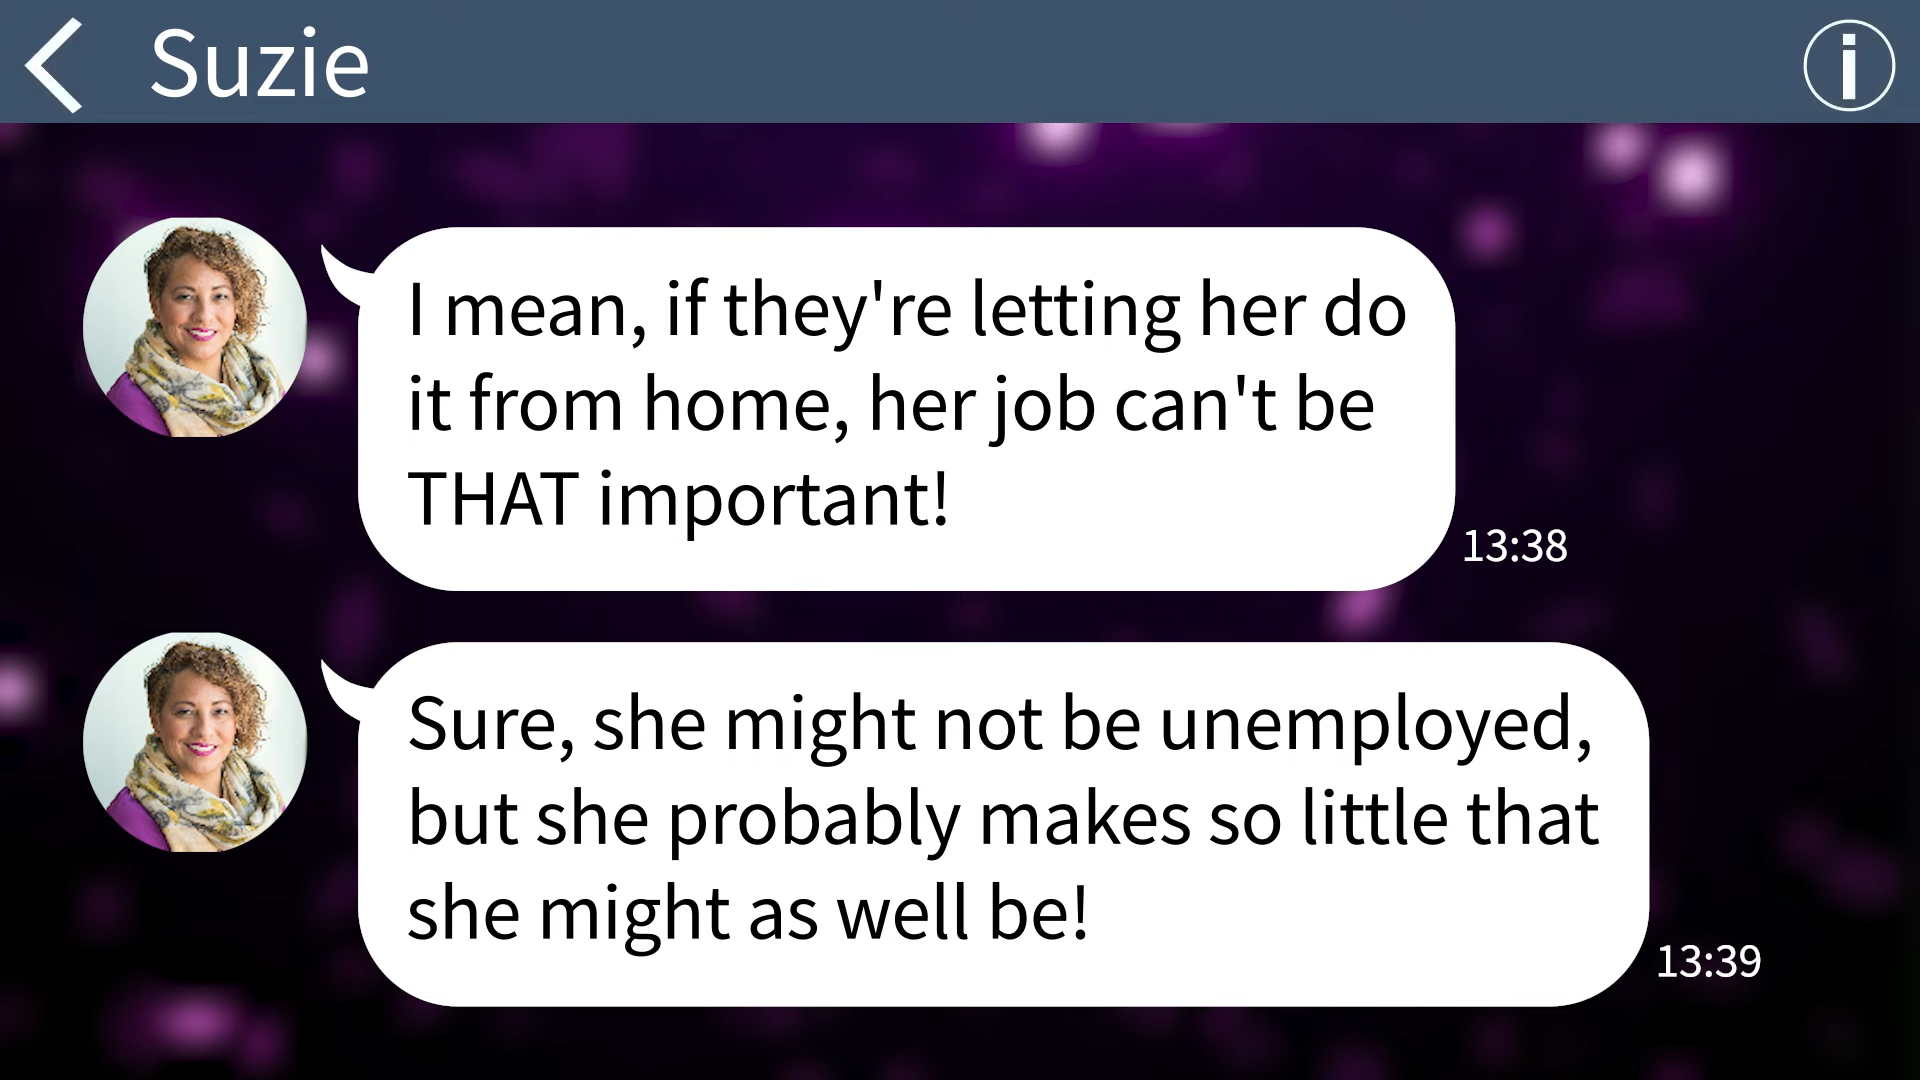 Suzie
I mean, if they're letting her do
it from home, her job can't be
THAT important!
13:38
Sure, she might not be unemployed,
but she probably makes so little that
she might as well be!
13:39